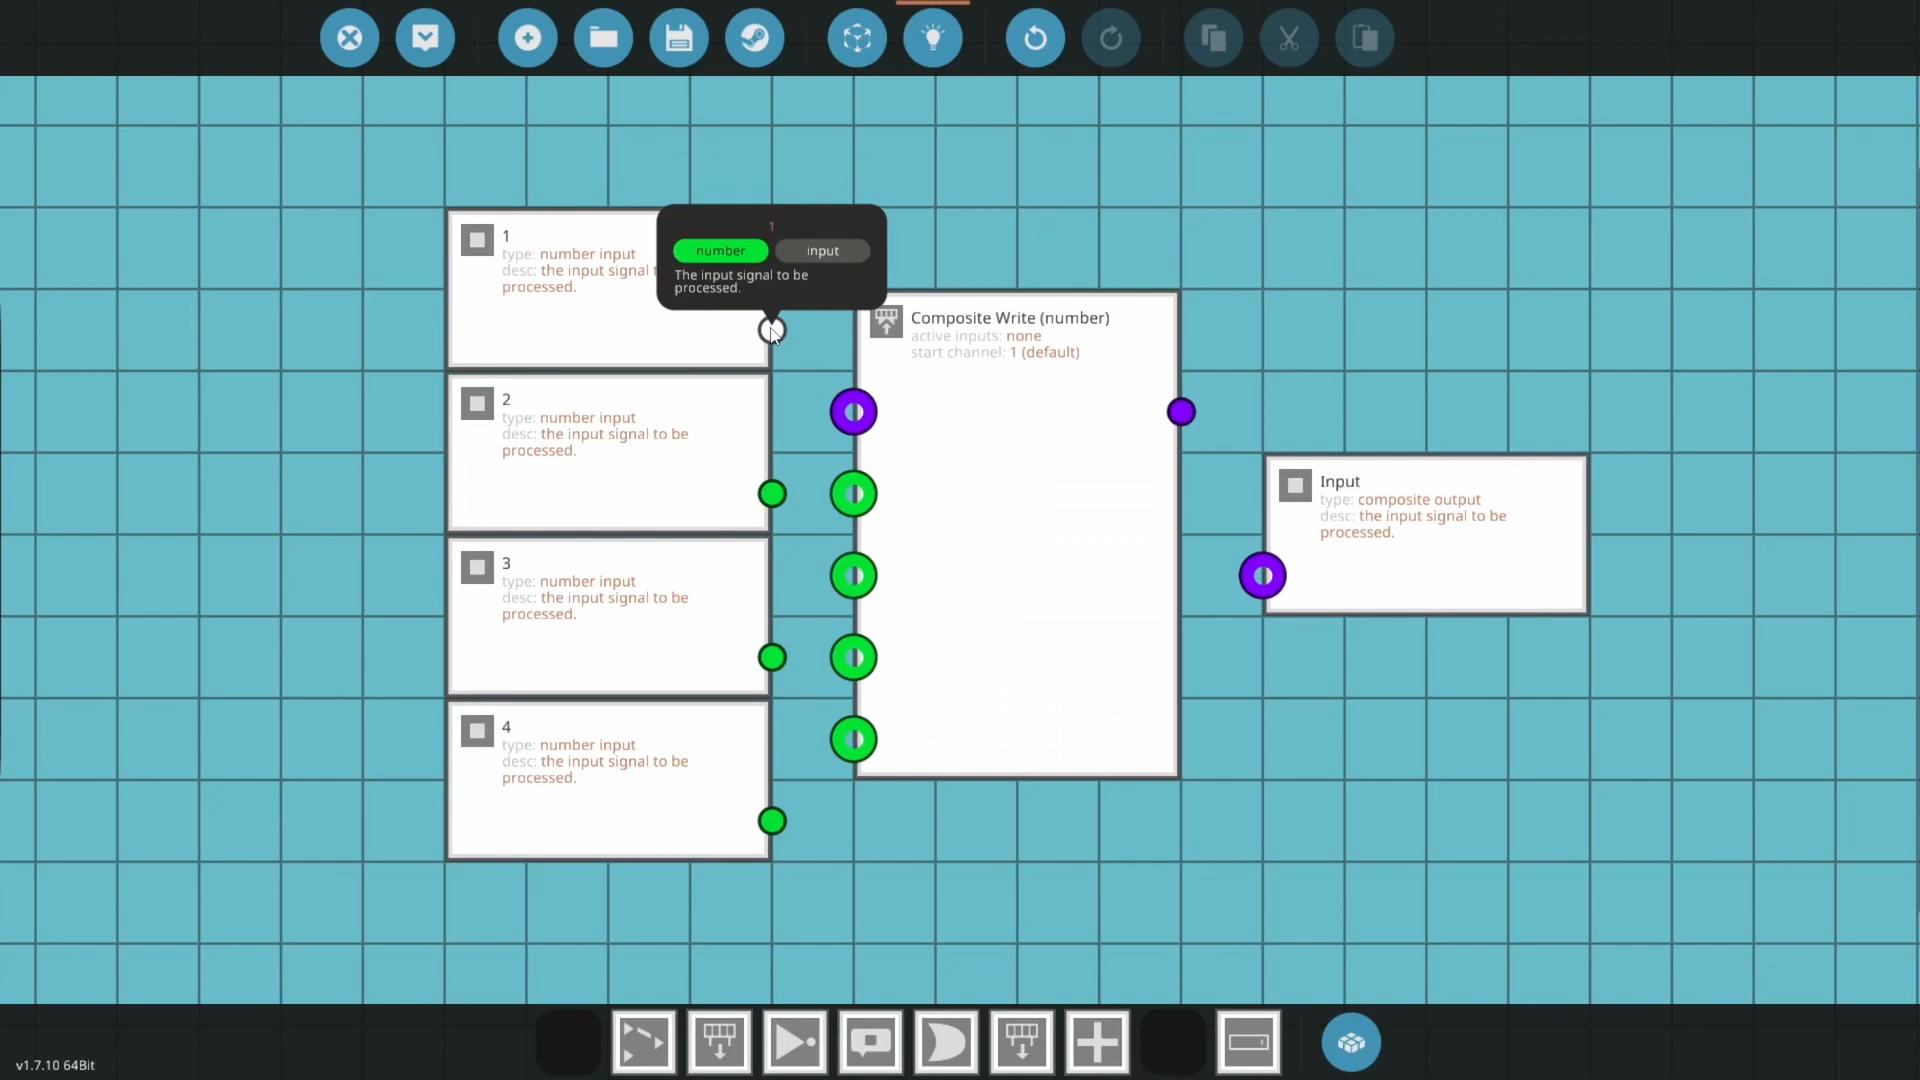 1
type: number input
desc: the input signal t
processed.
1
number
input
The input signal to be
processed.
2
type: number input
desc: the input signal to be
processed.
3
type: number input
desc: the input signal to be
processed.
4
type: number input
desc: the input signal to be
processed.
Composite Write (number)
active inputs: none
start channel: 1 (default)
Input
type: composite output
desc: the input signal to be
processed.
v1.7.10 64Bit